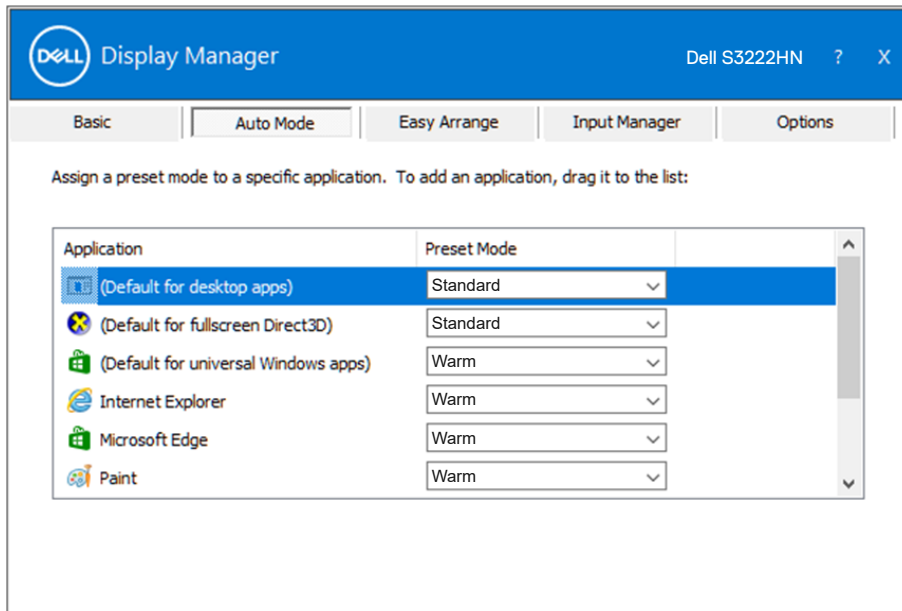 DELL Display Manager Dell S3222HN ? X
Basic Auto Mode Easy Arrange Input Manager Options
Assign a preset mode to a specific application. To add an application, drag it to the list:
Application Preset Mode
(Default for desktop apps) Standard
(Default for fullscreen Direct3D) Standard
(Default for universal Windows apps) Warm
Internet Explorer Warm
Microsoft Edge Warm
Paint Warm